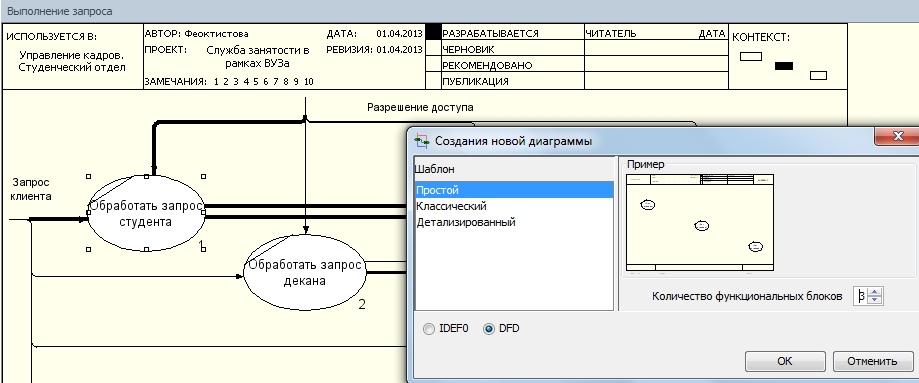 Выполнение запроса
ИСПОЛЬЗУЕТСЯ В:
Управление кадров.
Студенческий отдел
АВТОР: Феоктистова
ДАТА: 01.04.2013
ПРОЕКТ: Служба занятости в
рамках ВУЗа
РЕВИЗИЯ: 01.04.2013
ЗАМЕЧАНИЯ: 1 2 3 4 5 6 7 8 9 10
РАЗРАБАТЫВАЕТСЯ
ЧЕРНОВИК
РЕКОМЕНДОВАНО
ПУБЛИКАЦИЯ
ЧИТАТЕЛЬ ДАТА
КОНТЕКСТ:
Разрешение доступа
Запрос
клиента
Обработать запрос
студента
1
Обработать запрос
декана
2
Создания новой диаграммы
Шаблон
Простой
Классический
Детализированный
Пример
Количество функциональных блоков 3
IDEF0 DFD
OK Отменить